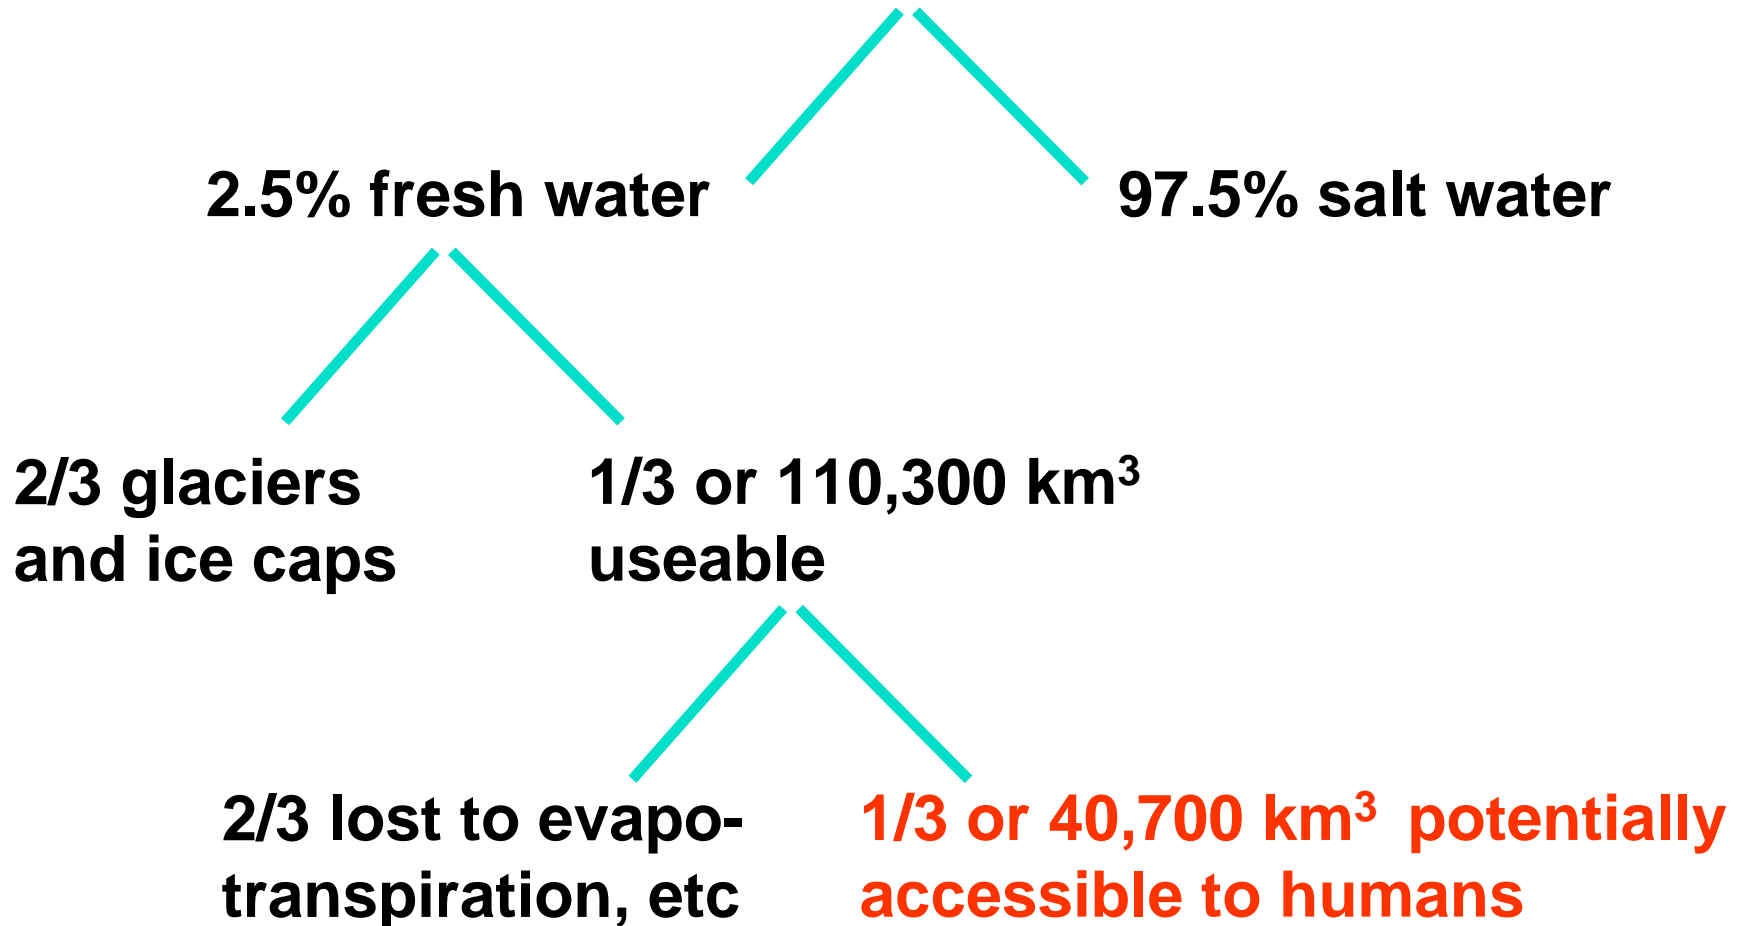 2.5% fresh water
97.5% salt water
2/3 glaciers
and ice caps
1/3 or 110,300 km³
useable
2/3 lost to evapo-
transpiration, etc
1/3 or 40,700 km³ potentially
accessible to humans